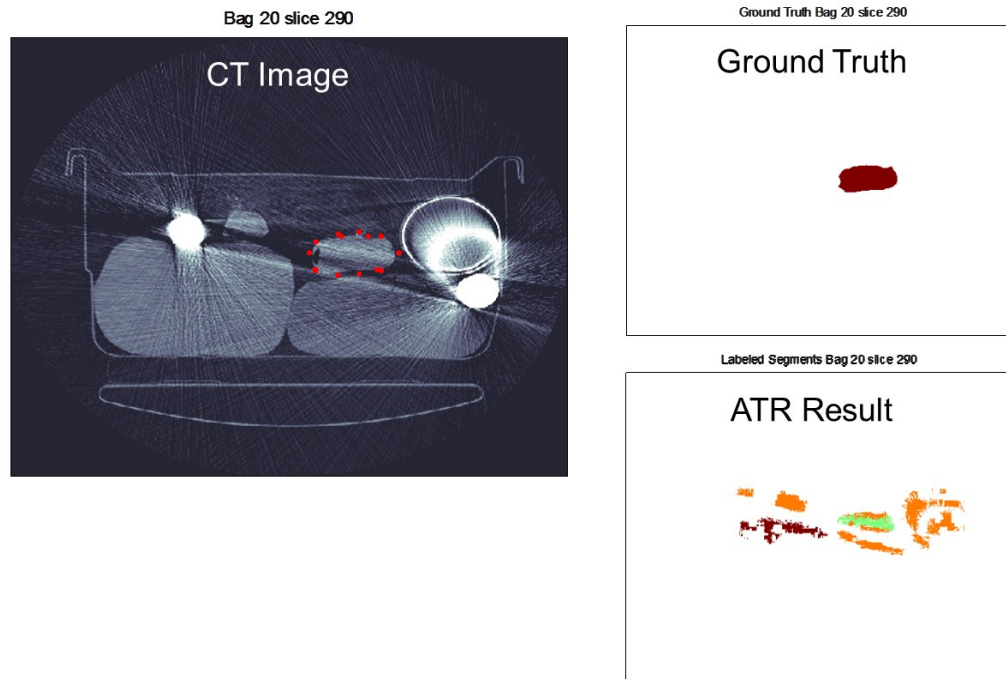 Bag 20 slice 290
CT Image
Ground Truth Bag 20 slice 290
Ground Truth
Labeled Segments Bag 20 slice 290
ATR Result